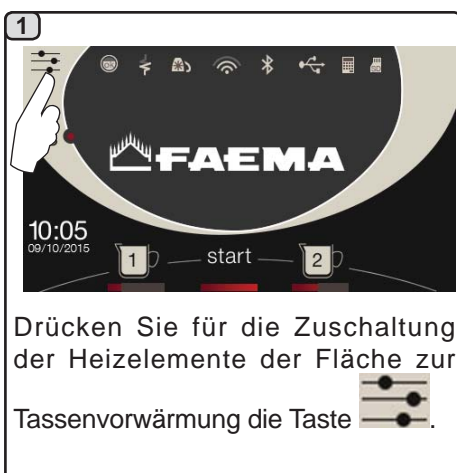 1
FAEMA
10:05
09/10/2015
1 start 2
Drücken Sie für die Zuschaltung
der Heizelemente der Fläche zur
Tassenvorwärmung die Taste .